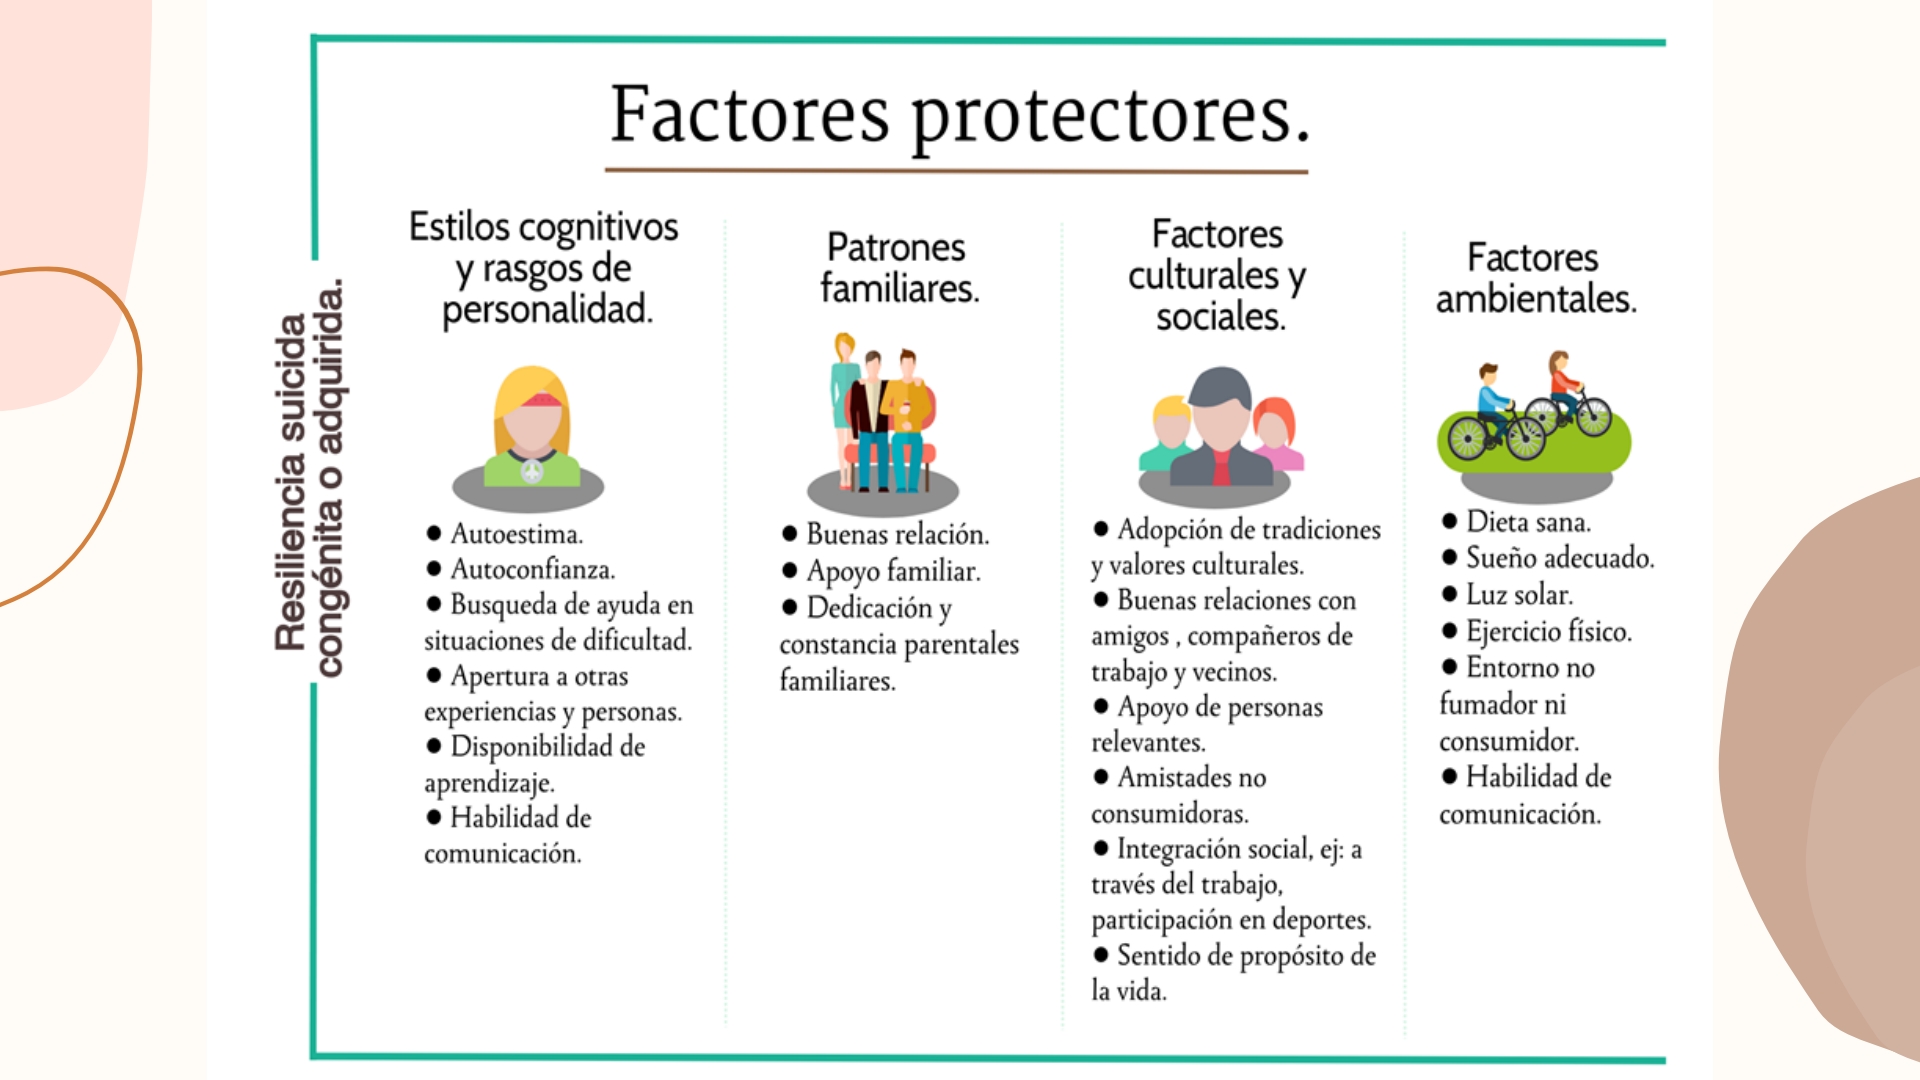 Factores protectores.
Resiliencia suicida
congénita o adquirida.
Estilos cognitivos
y rasgos de
personalidad.
● Autoestima.
● Autoconfianza.
● Busqueda de ayuda en
situaciones de dificultad.
● Apertura a otras
experiencias y personas.
● Disponibilidad de
aprendizaje.
● Habilidad de
comunicación.
Patrones
familiares.
● Buenas relación.
● Apoyo familiar.
● Dedicación y
constancia parentales
familiares.
Factores
culturales y
sociales.
● Adopción de tradiciones
y valores culturales.
● Buenas relaciones con
amigos , compañeros de
trabajo y vecinos.
● Apoyo de personas
relevantes.
● Amistades no
consumidoras.
● Integración social, ej: a
través del trabajo,
participación en deportes.
● Sentido de propósito de
la vida.
Factores
ambientales.
● Dieta sana.
● Sueño adecuado.
● Luz solar.
● Ejercicio físico.
● Entorno no
fumador ni
consumidor.
● Habilidad de
comunicación.